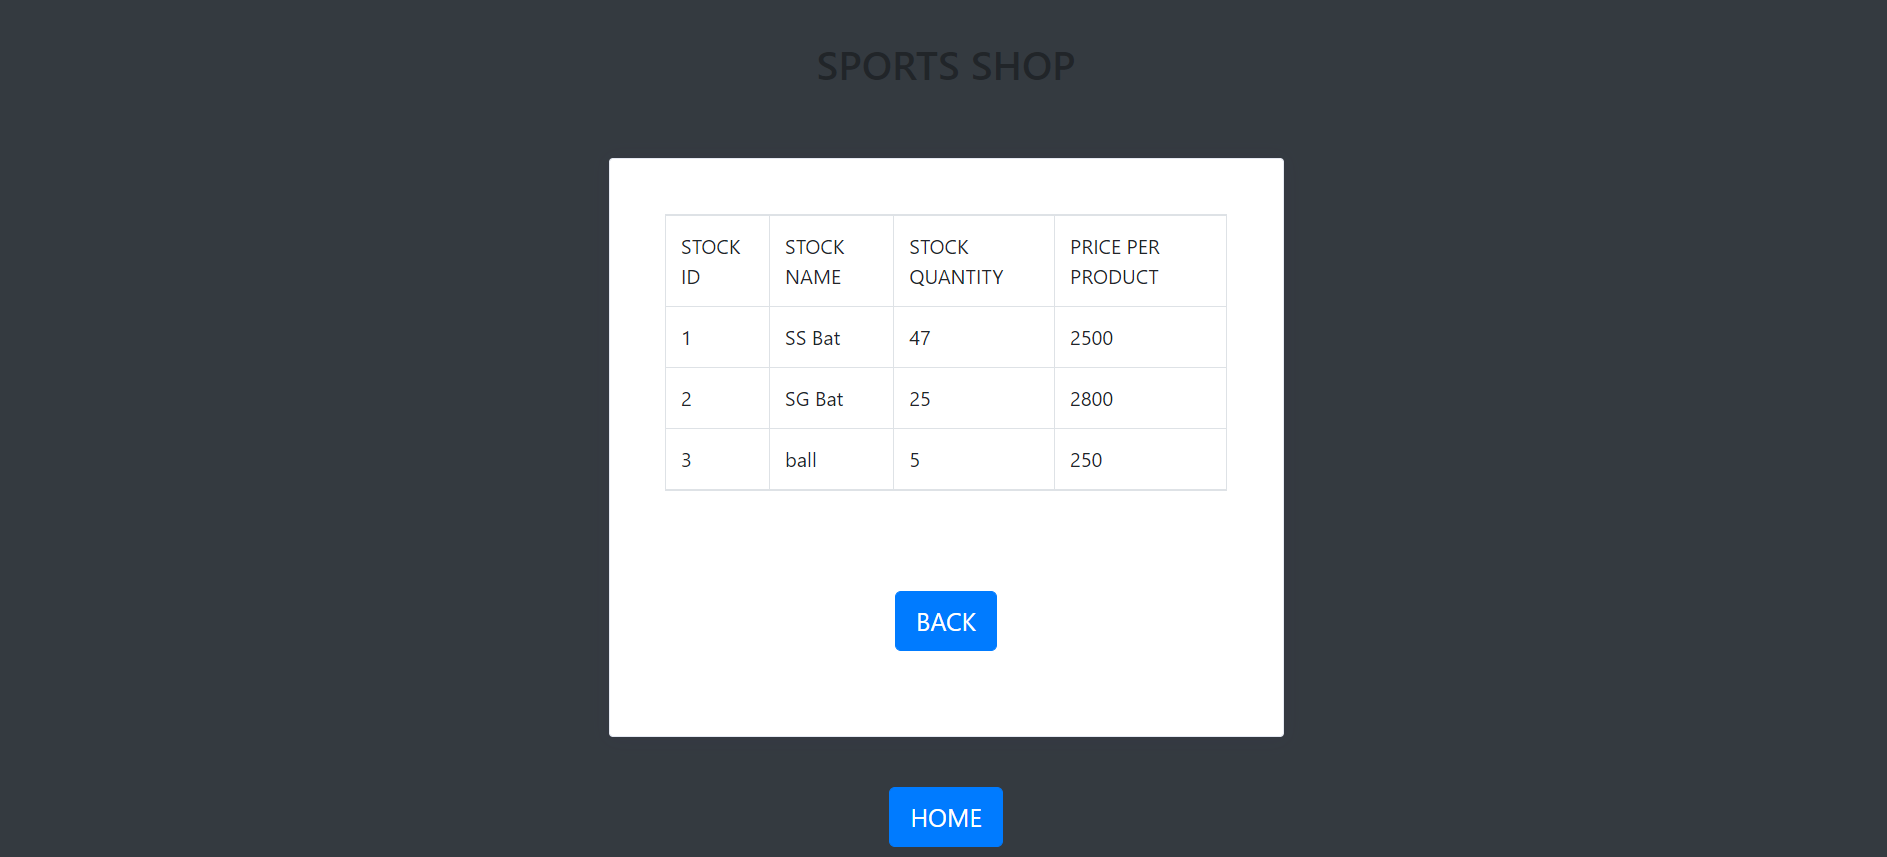 SPORTS SHOP
STOCK ID STOCK NAME STOCK QUANTITY PRICE PER PRODUCT
1 SS Bat 47 2500
2 SG Bat 25 2800
3 ball 5 250
BACK
HOME